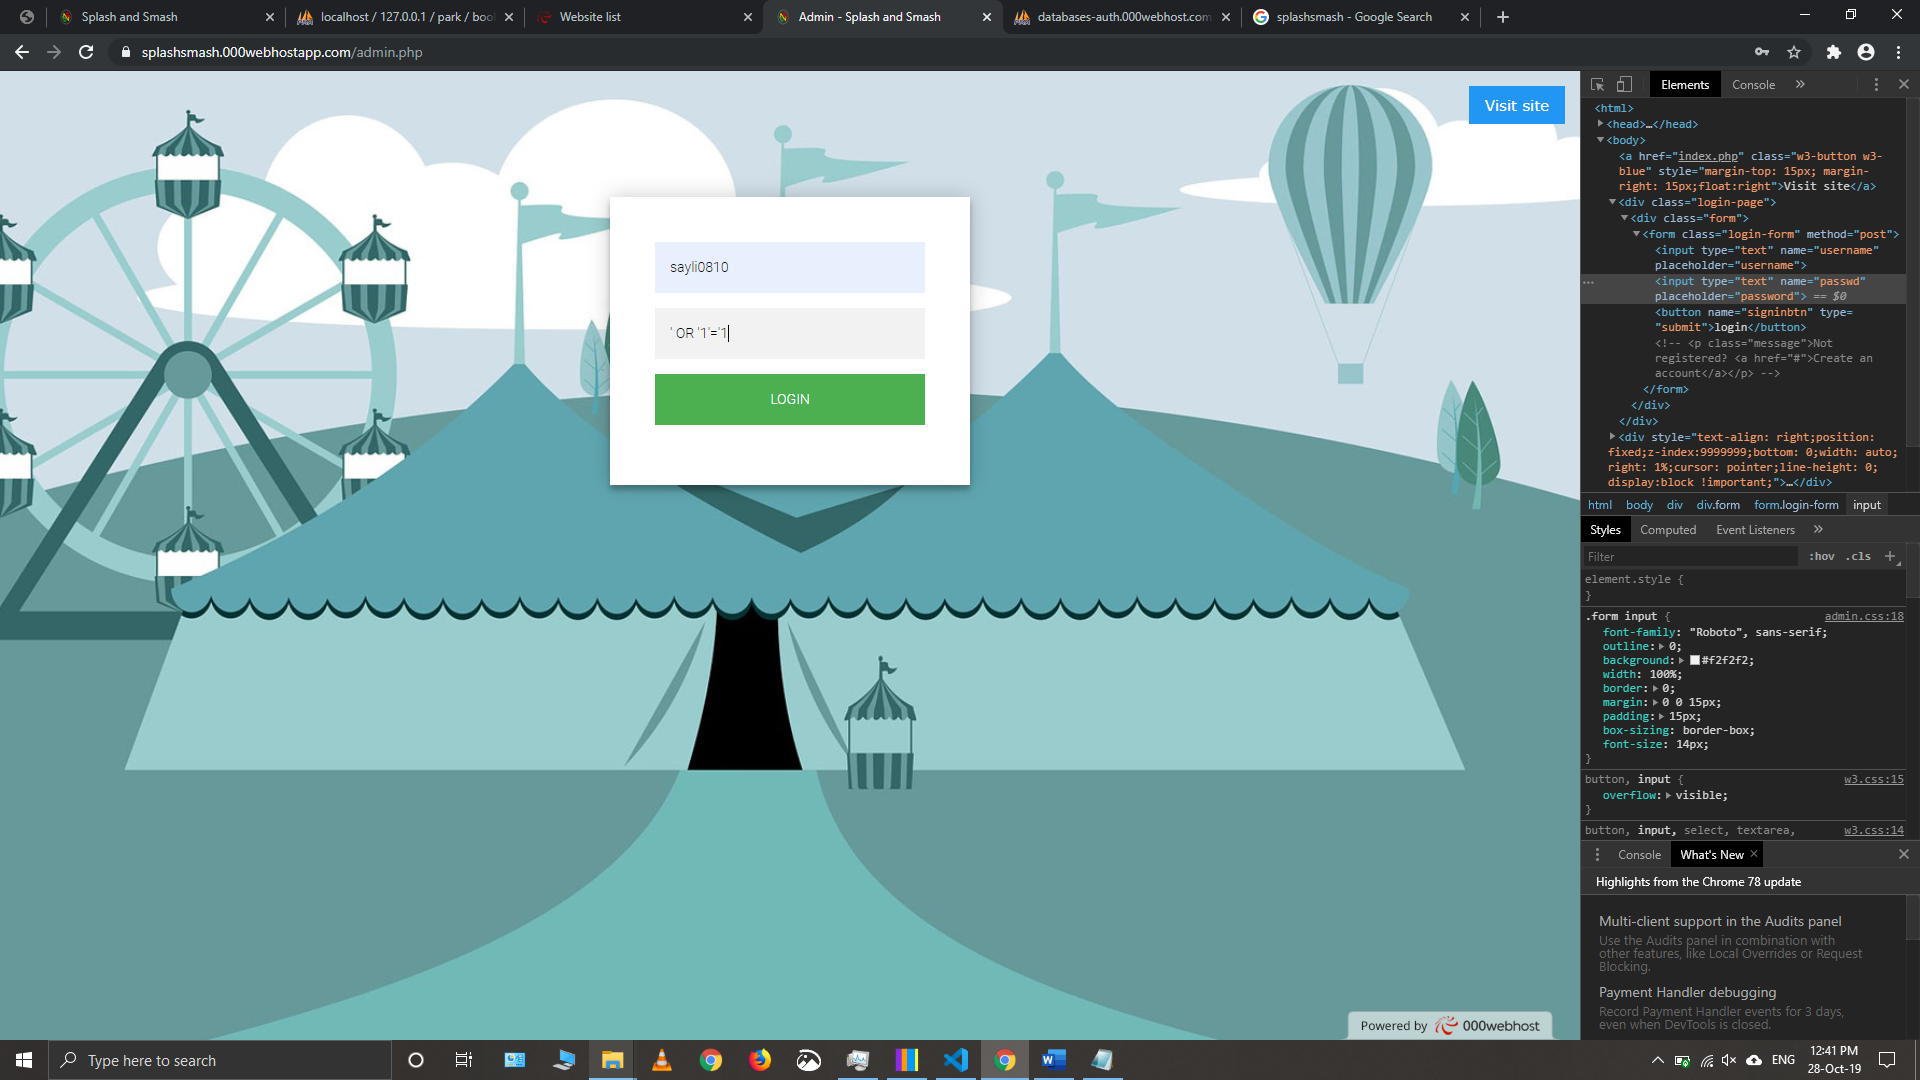 Splash and Smash
localhost / 127.0.0.1 / park / bool
Website list
Admin - Splash and Smash
databases-auth.000webhost.com
splashsmash - Google Search
splashsmash.000webhostapp.com/admin.php
Visit site
sayli0810
' OR '1'='1
LOGIN
Powered by 000webhost
Elements
Console
<html>
<head>…</head>
<body>
<a href="index.php" class="w3-button w3-
blue" style="margin-top: 15px; margin-
right: 15px;float:right">Visit site</a>
<div class="login-page">
<div class="form">
<form class="login-form" method="post">
<input type="text" name="username"
placeholder="username">
<input type="text" name="passwd"
placeholder="password"> == $0
<button name="signinbtn" type=
"submit">login</button>
<!-- <p class="message">Not
registered? <a href="#">Create an
account</a></p> -->
</form>
</div>
</div>
<div style="text-align: right;position:
fixed;z-index:9999999;bottom: 0;width: auto;
right: 1%;cursor: pointer;line-height: 0;
display:block !important;">…</div>
html body div div.form form.login-form input
Styles Computed Event Listeners
Filter :hov .cls
element.style {
}
.form input { admin.css:18
font-family: "Roboto", sans-serif;
outline: 0;
background: #f2f2f2;
width: 100%;
border: 0;
margin: 0 0 15px;
padding: 15px;
box-sizing: border-box;
font-size: 14px;
}
button, input { w3.css:15
overflow: visible;
}
button, input, select, textarea, w3.css:14
Console What's New
Highlights from the Chrome 78 update
Multi-client support in the Audits panel
Use the Audits panel in combination with
other features, like Local Overrides or Request
Blocking.
Payment Handler debugging
Record Payment Handler events for 3 days,
even when DevTools is closed.
Type here to search
ENG
12:41 PM
28-Oct-19